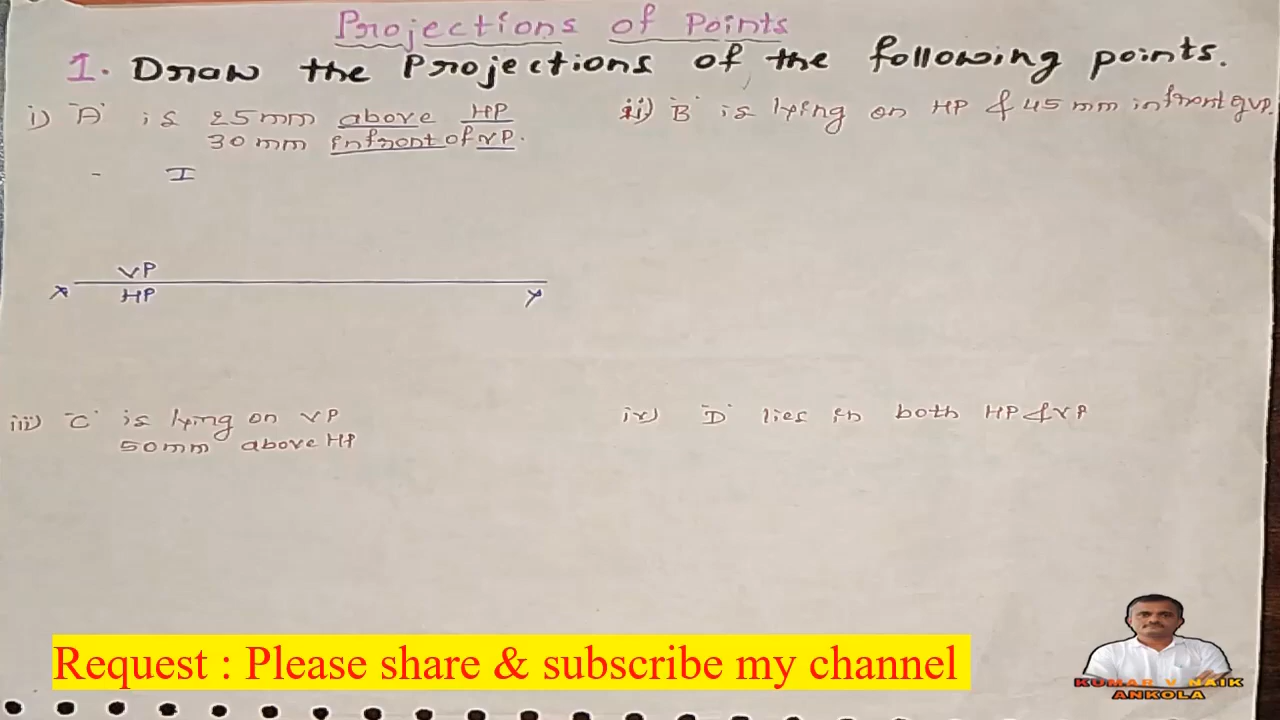 Projections of Points
1. Draw the Projections of the following points.
i) 'A' is 25mm above HP
30mm infront of VP.
ii) 'B' is lying on HP & 45 mm infront of VP.
- I
VP
X HP Y
iii) 'C' is lying on VP
50mm above HP
iv) 'D' lies in both HP & VP
Request : Please share & subscribe my channel
KUMAR V NAIK
ANKOLA